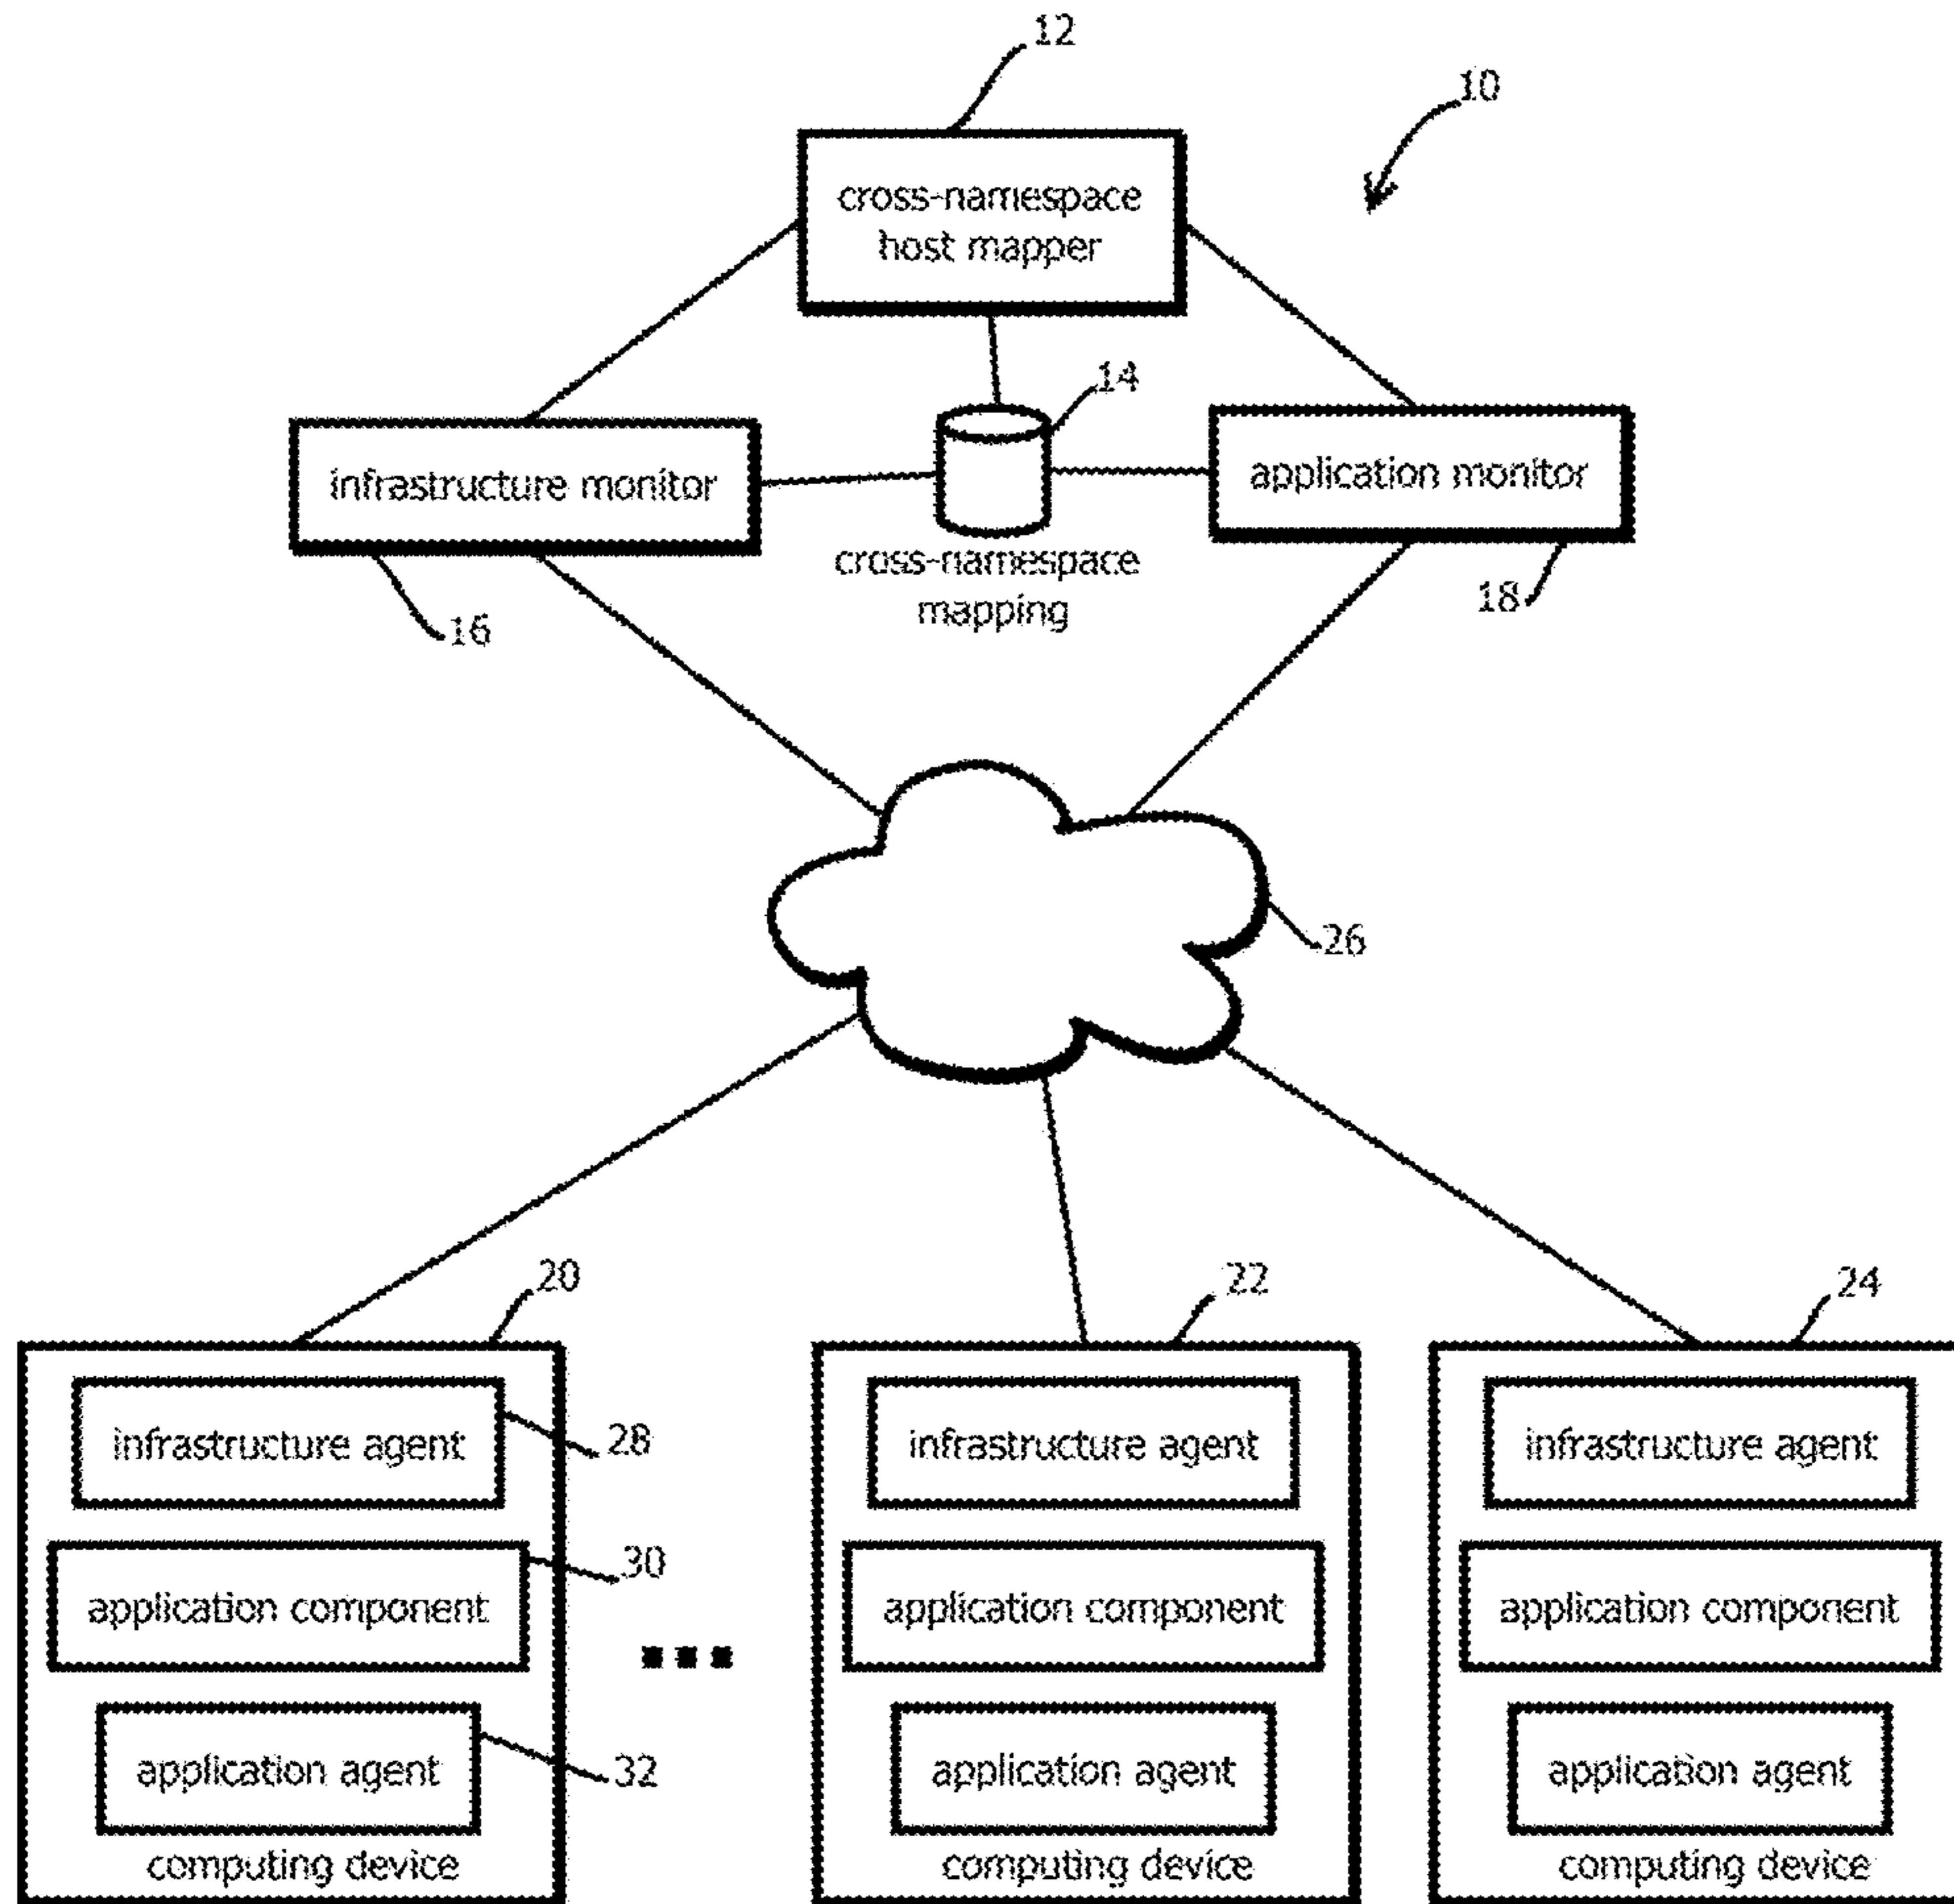 12
10
cross-namespace
host mapper
14
infrastructure monitor
application monitor
cross-namespace
mapping
16
18
26
20
22
24
infrastructure agent
28
infrastructure agent
infrastructure agent
application component
30
application component
application component
application agent
32
application agent
application agent
computing device
computing device
computing device